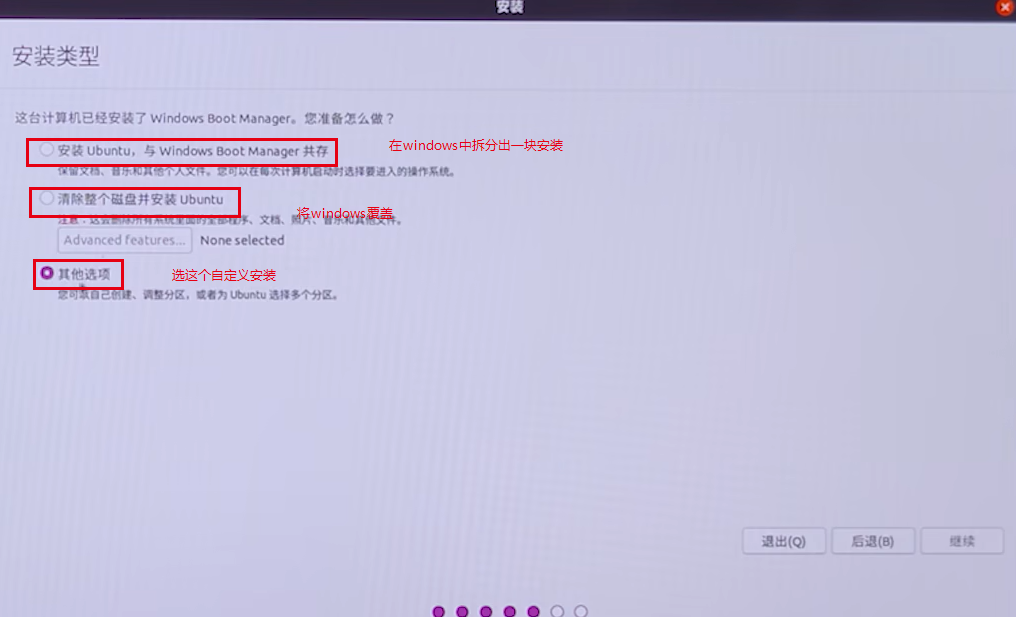 安装
安装类型
这台计算机已经安装了 Windows Boot Manager。您准备怎么做？
安装 Ubuntu，与 Windows Boot Manager 共存
在windows中拆分出一块安装
保留文档、音乐和其他个人文件。您可以在每次计算机启动时选择要进入的操作系统。
清除整个磁盘并安装 Ubuntu
将windows覆盖
注意：这会删除所有系统里面的全部程序、文档、照片、音乐和其他文件。
Advanced features...
None selected
其他选项
选这个自定义安装
您可以自己创建、调整分区，或者为 Ubuntu 选择多个分区。
退出(Q)
后退(B)
继续